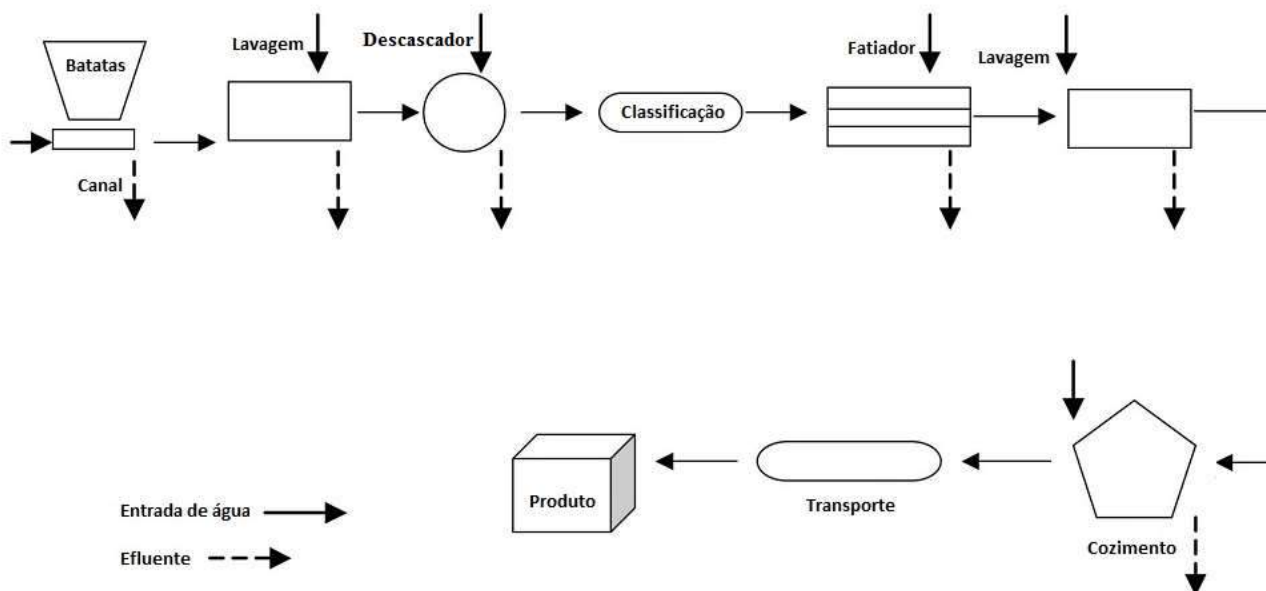 Batatas
Canal
Lavagem
Descascador
Classificação
Fatiador
Lavagem
Produto
Transporte
Cozimento
Entrada de água
Efluente